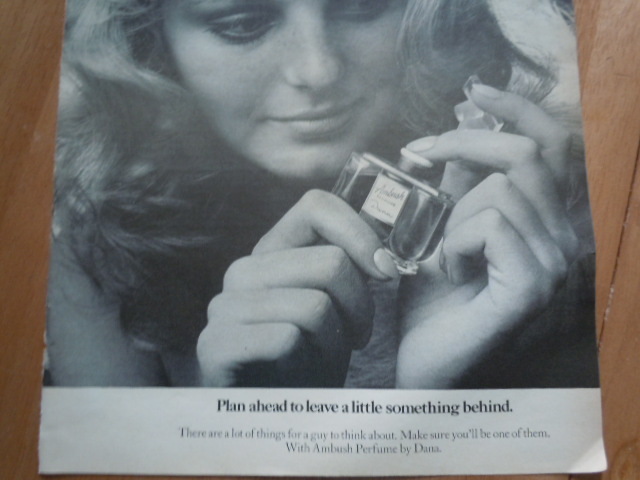 Ambush
Plan ahead to leave a little something behind.
There are a lot of things for a guy to think about. Make sure you'll be one of them.
With Ambush Perfume by Dana.